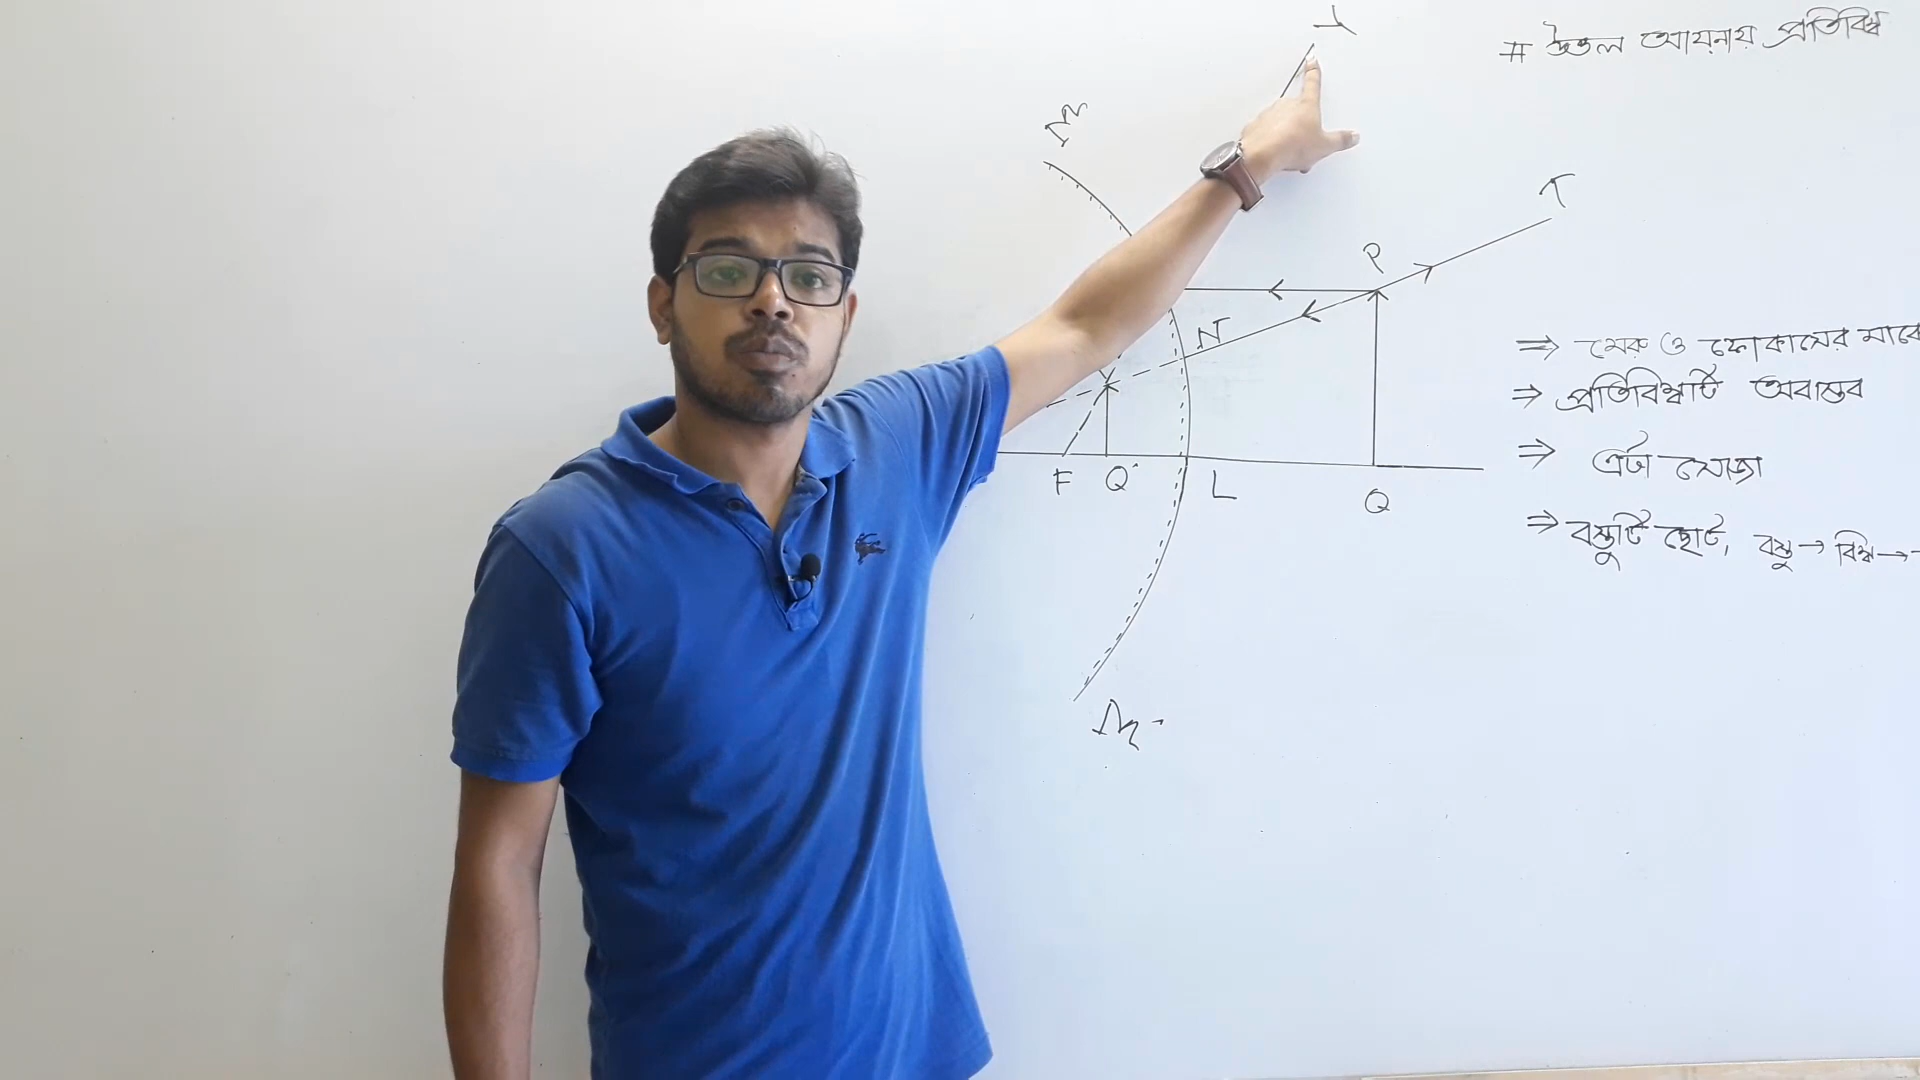 # উত্তল আয়নায় প্রতিবিম্ব
M
T
P
N
⇒ মেরু ও ফোকাসের মাঝে
⇒ প্রতিবিম্বটি অবাস্তব
⇒ এটা সোজা
F Q' L Q
⇒ বস্তুটি ছোট, বস্তু → বিম্ব →
M'